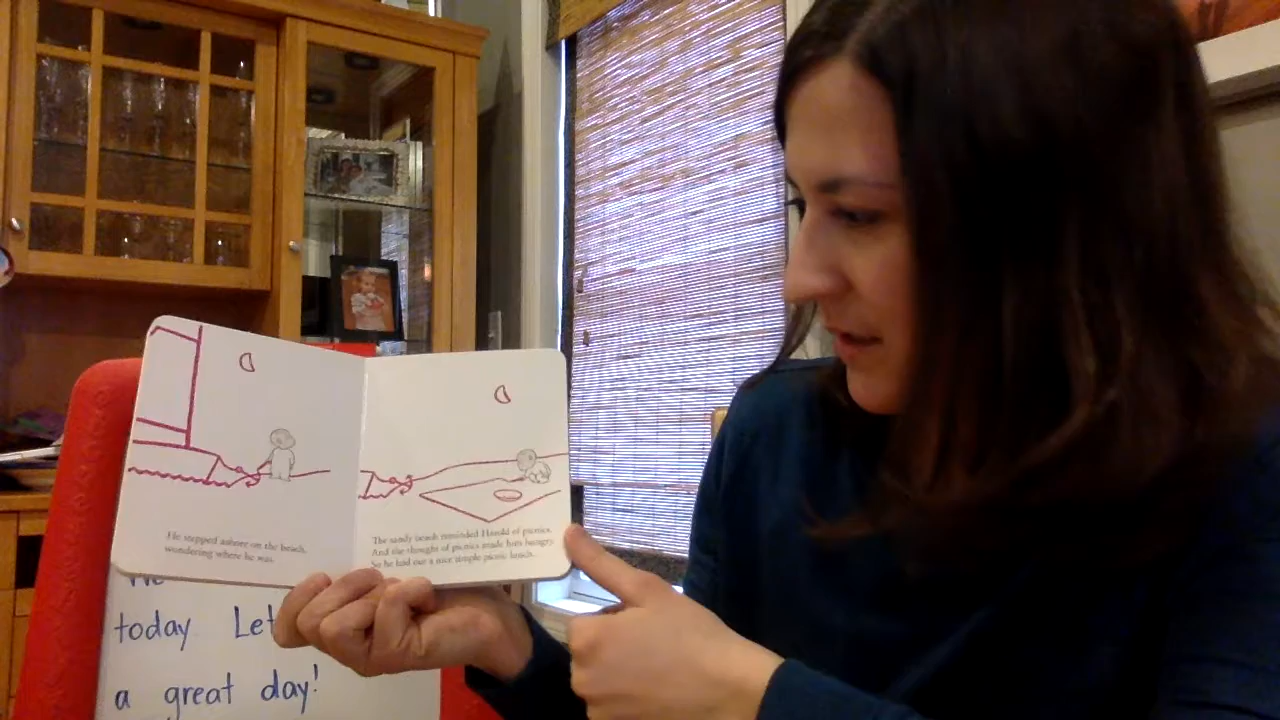 He stepped ashore on the beach,
wondering where he was.
The sandy beach reminded Harold of picnics.
And the thought of picnics made him hungry.
So he laid out a nice simple picnic lunch.
We
today Let
a great day!